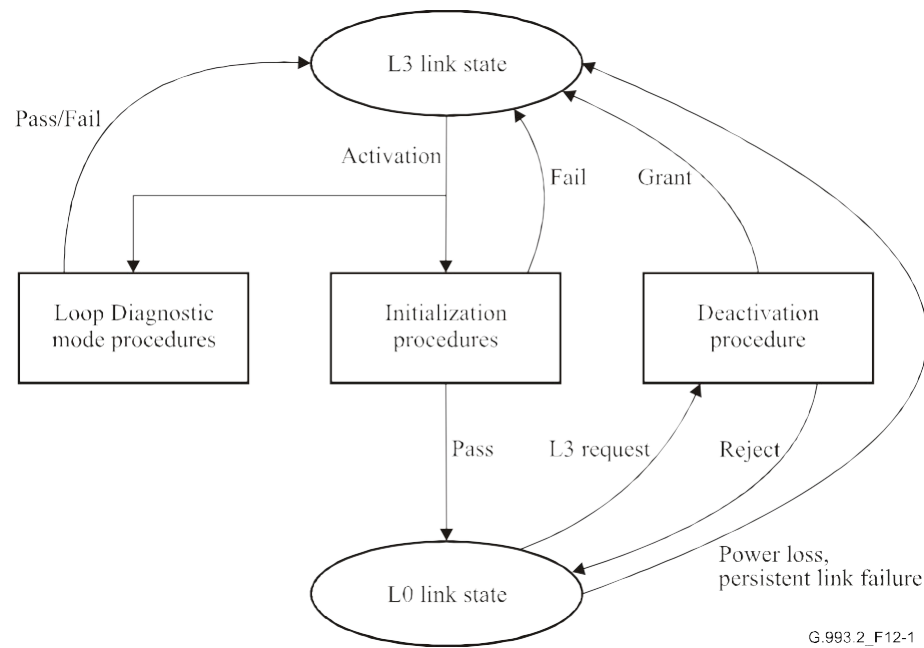 L3 link state
Pass/Fail
Activation
Fail
Grant
Loop Diagnostic
mode procedures
Initialization
procedures
Deactivation
procedure
Pass
L3 request
Reject
Power loss,
persistent link failure
L0 link state
G.993.2_F12-1